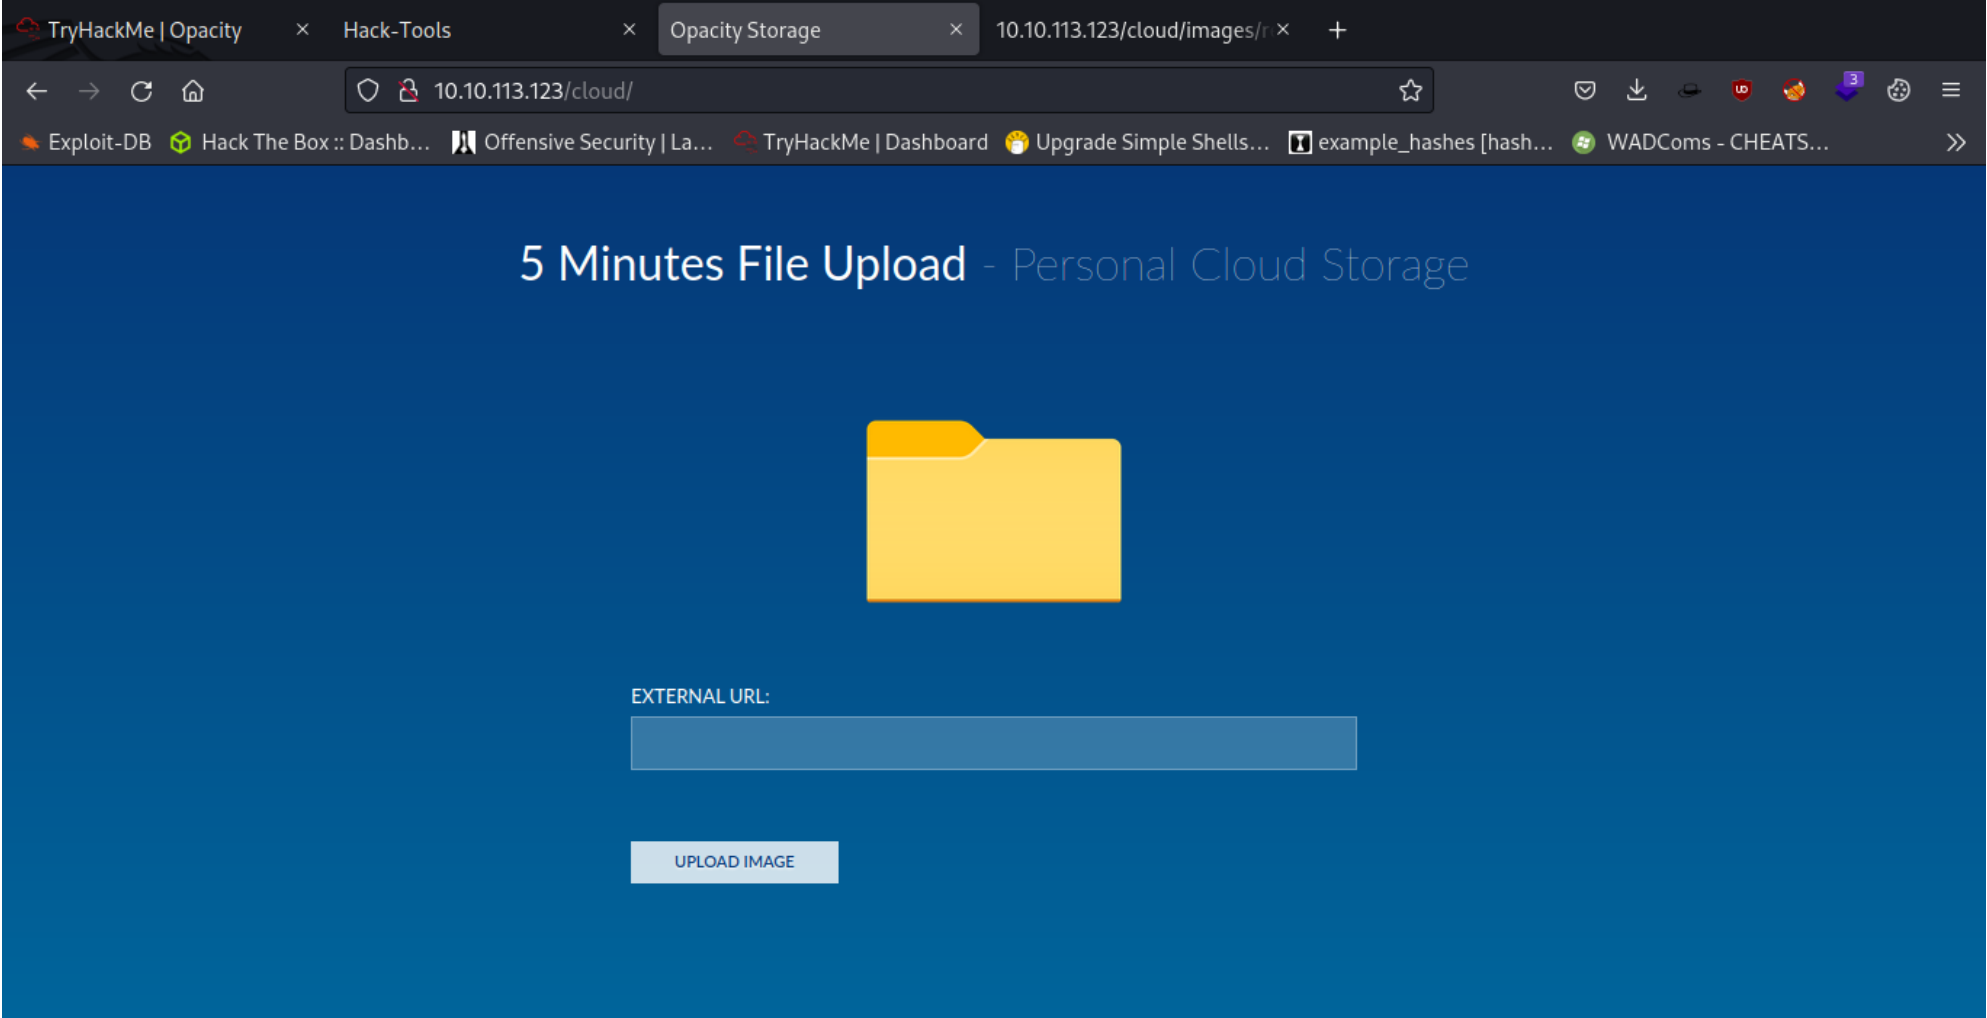 TryHackMe | Opacity
Hack-Tools
Opacity Storage
10.10.113.123/cloud/images/r
10.10.113.123/cloud/
3
Exploit-DB
Hack The Box :: Dashb...
Offensive Security | La...
TryHackMe | Dashboard
Upgrade Simple Shells...
example_hashes [hash...
WADComs - CHEATS...
5 Minutes File Upload - Personal Cloud Storage
EXTERNAL URL:
UPLOAD IMAGE